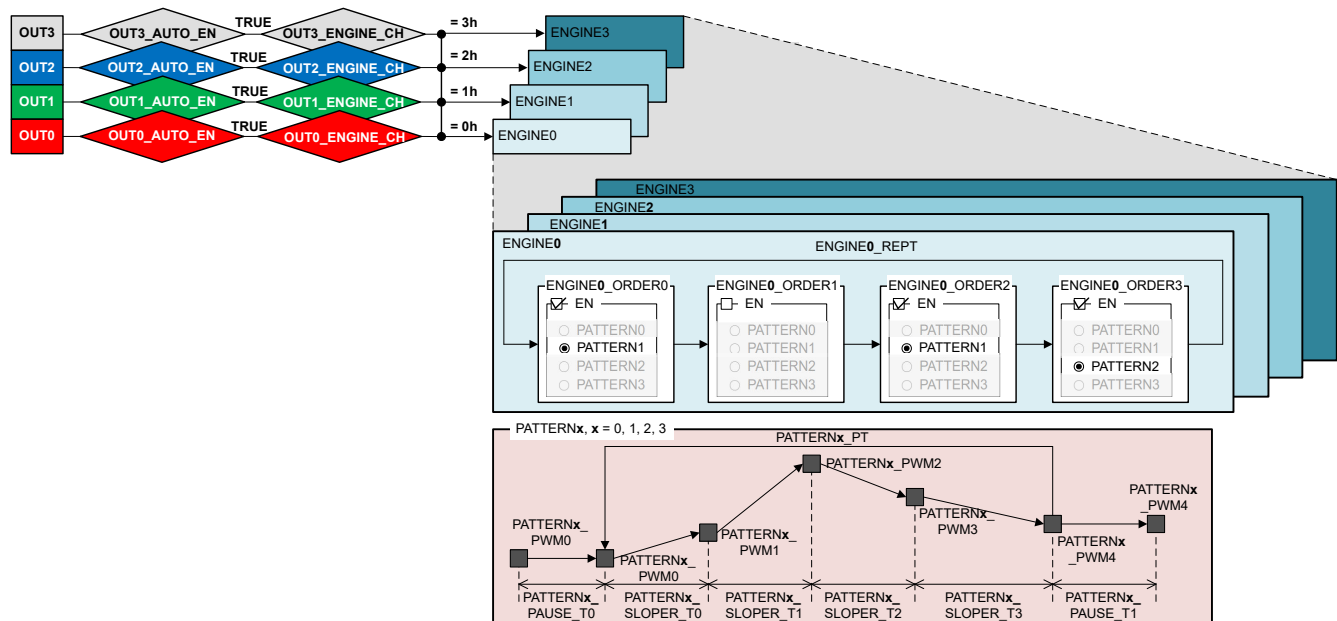 OUT3 OUT3_AUTO_EN TRUE OUT3_ENGINE_CH = 3h ENGINE3
OUT2 OUT2_AUTO_EN TRUE OUT2_ENGINE_CH = 2h ENGINE2
OUT1 OUT1_AUTO_EN TRUE OUT1_ENGINE_CH = 1h ENGINE1
OUT0 OUT0_AUTO_EN TRUE OUT0_ENGINE_CH = 0h ENGINE0
ENGINE3
ENGINE2
ENGINE1
ENGINE0 ENGINE0_REPT
ENGINE0_ORDER0 ENGINE0_ORDER1 ENGINE0_ORDER2 ENGINE0_ORDER3
EN EN EN EN
PATTERN0 PATTERN0 PATTERN0 PATTERN0
PATTERN1 PATTERN1 PATTERN1 PATTERN1
PATTERN2 PATTERN2 PATTERN2 PATTERN2
PATTERN3 PATTERN3 PATTERN3 PATTERN3
PATTERNx, x = 0, 1, 2, 3
PATTERNx_PT
PATTERNx_
PWM0
PATTERNx_
PWM0
PATTERNx_
PWM1
PATTERNx_PWM2
PATTERNx_
PWM3
PATTERNx
_PWM4
PATTERNx
_PWM4
PATTERNx_ PATTERNx_ PATTERNx_ PATTERNx_ PATTERNx_ PATTERNx_
PAUSE_T0 SLOPER_T0 SLOPER_T1 SLOPER_T2 SLOPER_T3 PAUSE_T1